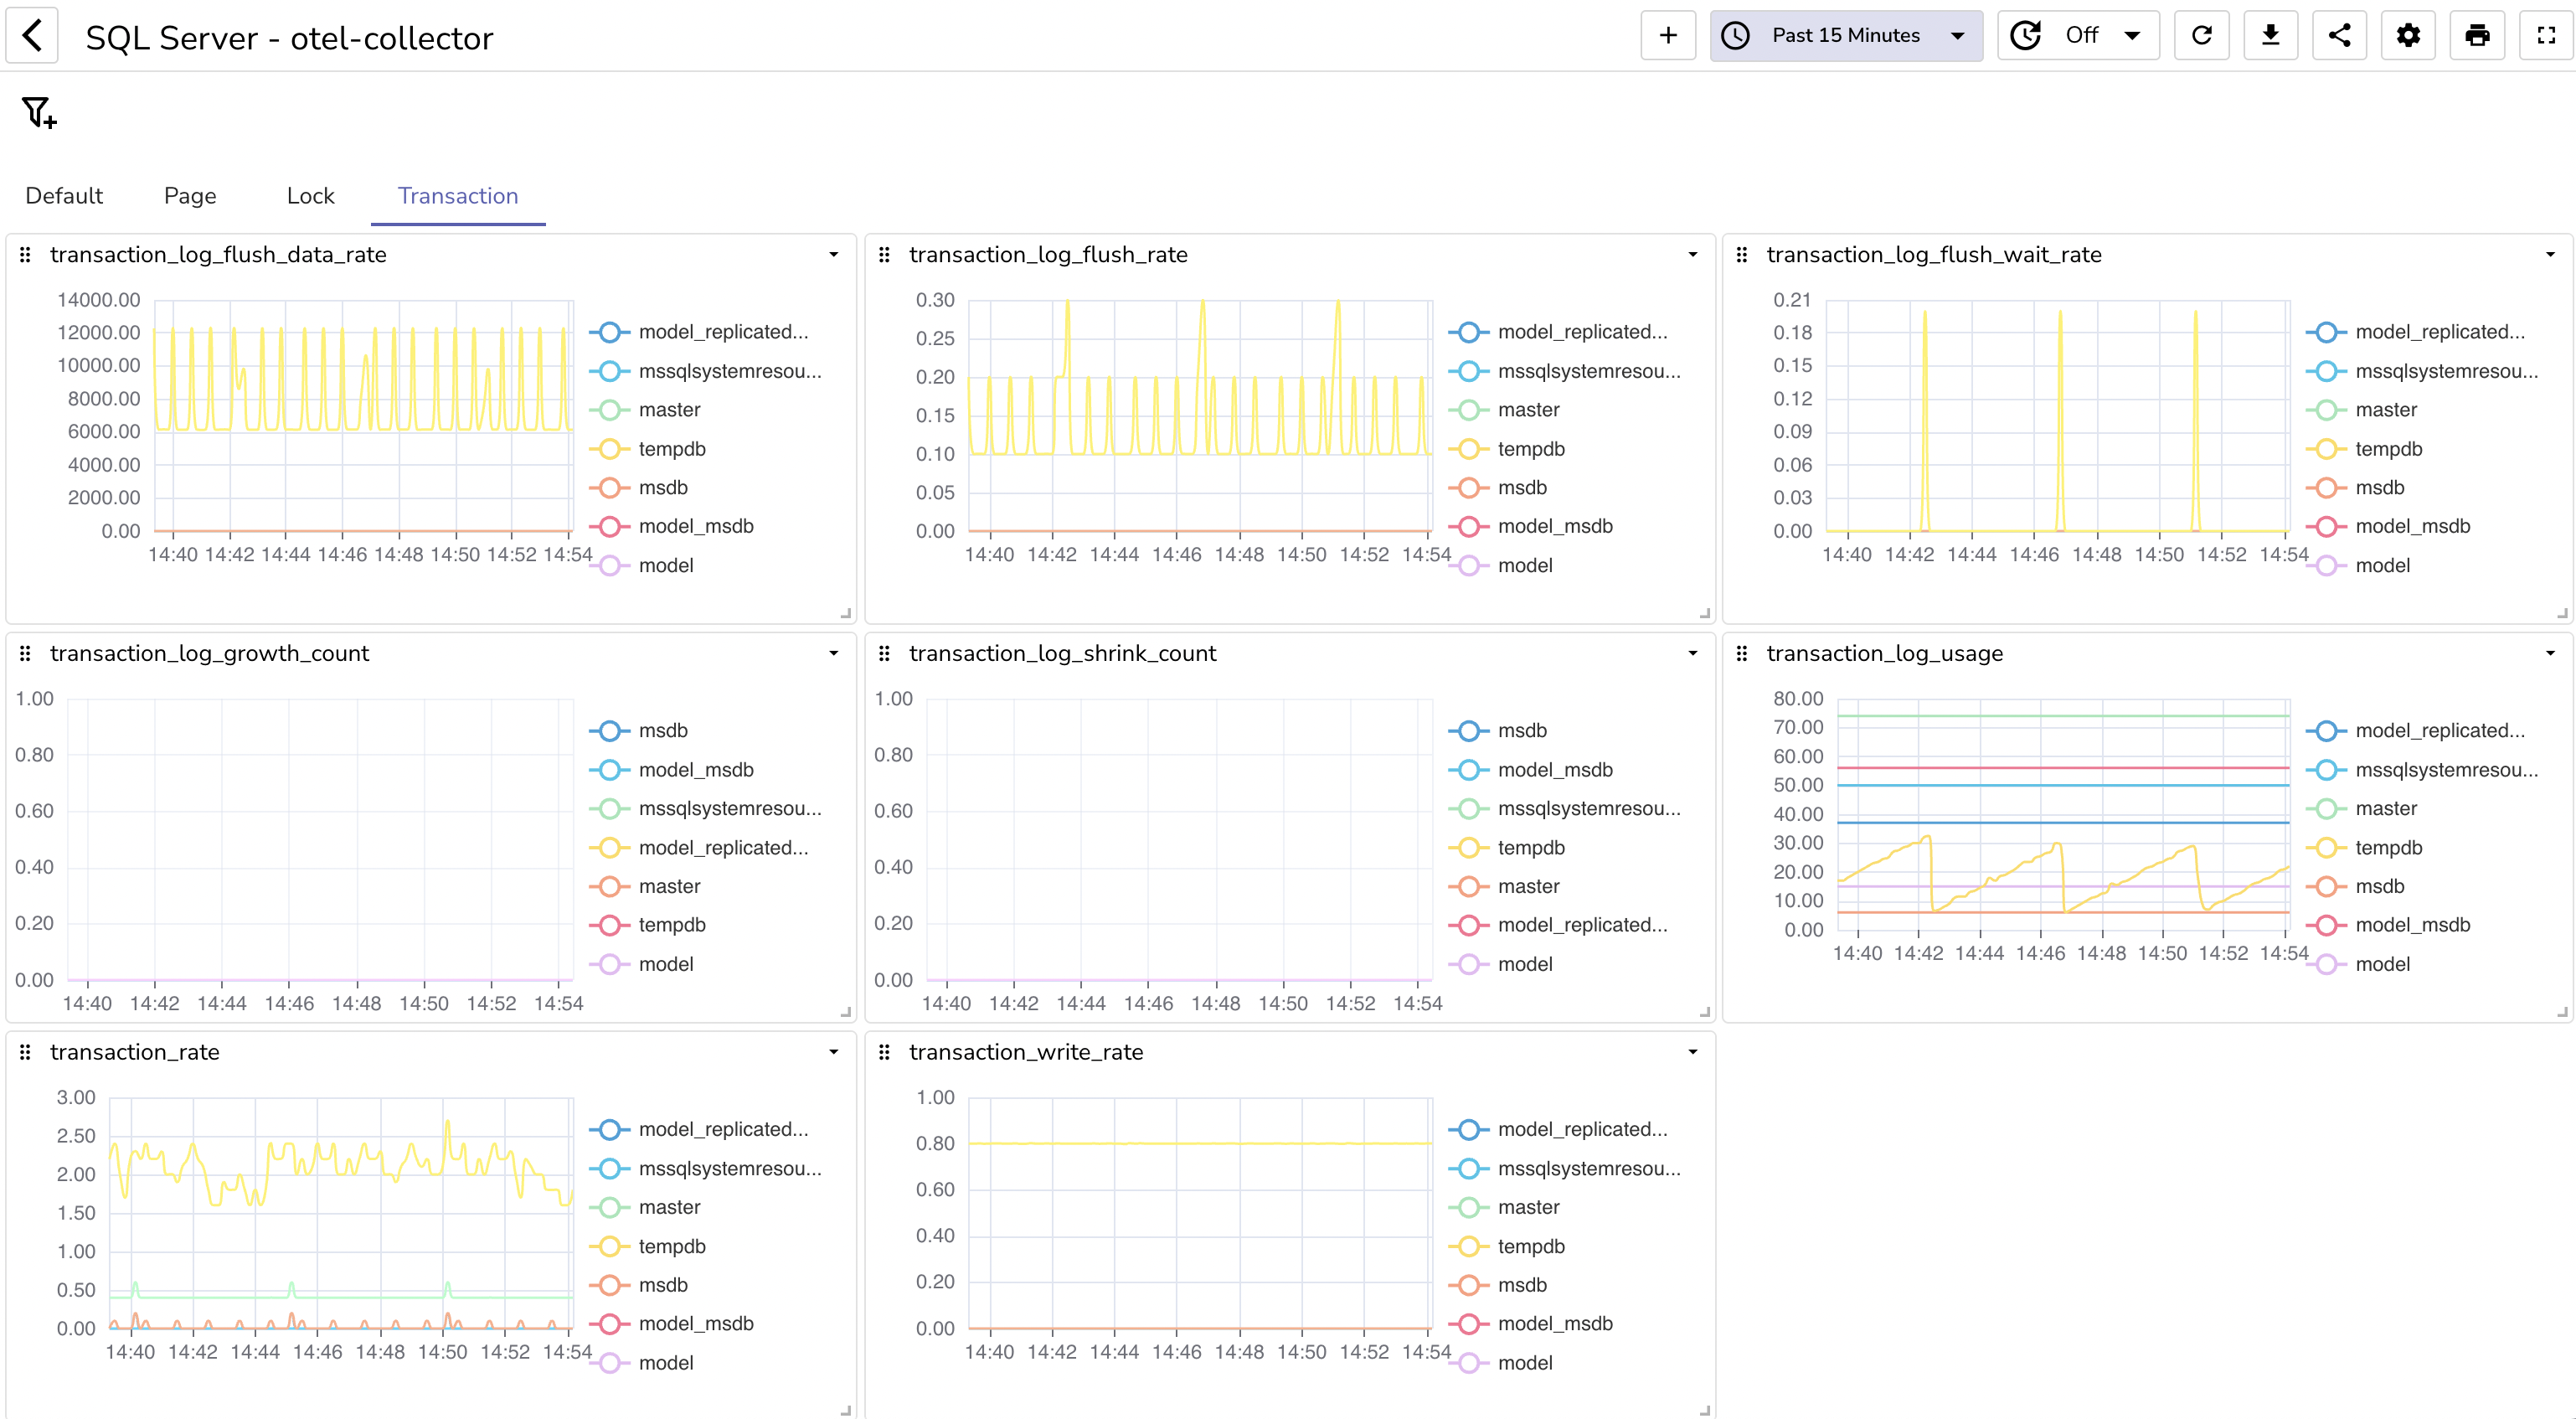 SQL Server - otel-collector
Past 15 Minutes
Off
Default Page Lock Transaction
transaction_log_flush_data_rate
14000.00
12000.00
10000.00
8000.00
6000.00
4000.00
2000.00
0.00
14:40 14:42 14:44 14:46 14:48 14:50 14:52 14:54
model_replicated...
mssqlsystemresou...
master
tempdb
msdb
model_msdb
model
transaction_log_flush_rate
0.30
0.25
0.20
0.15
0.10
0.05
0.00
14:40 14:42 14:44 14:46 14:48 14:50 14:52 14:54
model_replicated...
mssqlsystemresou...
master
tempdb
msdb
model_msdb
model
transaction_log_flush_wait_rate
0.21
0.18
0.15
0.12
0.09
0.06
0.03
0.00
14:40 14:42 14:44 14:46 14:48 14:50 14:52 14:54
model_replicated...
mssqlsystemresou...
master
tempdb
msdb
model_msdb
model
transaction_log_growth_count
1.00
0.80
0.60
0.40
0.20
0.00
14:40 14:42 14:44 14:46 14:48 14:50 14:52 14:54
msdb
model_msdb
mssqlsystemresou...
model_replicated...
master
tempdb
model
transaction_log_shrink_count
1.00
0.80
0.60
0.40
0.20
0.00
14:40 14:42 14:44 14:46 14:48 14:50 14:52 14:54
msdb
model_msdb
mssqlsystemresou...
tempdb
master
model_replicated...
model
transaction_log_usage
80.00
70.00
60.00
50.00
40.00
30.00
20.00
10.00
0.00
14:40 14:42 14:44 14:46 14:48 14:50 14:52 14:54
model_replicated...
mssqlsystemresou...
master
tempdb
msdb
model_msdb
model
transaction_rate
3.00
2.50
2.00
1.50
1.00
0.50
0.00
14:40 14:42 14:44 14:46 14:48 14:50 14:52 14:54
model_replicated...
mssqlsystemresou...
master
tempdb
msdb
model_msdb
model
transaction_write_rate
1.00
0.80
0.60
0.40
0.20
0.00
14:40 14:42 14:44 14:46 14:48 14:50 14:52 14:54
model_replicated...
mssqlsystemresou...
master
tempdb
msdb
model_msdb
model